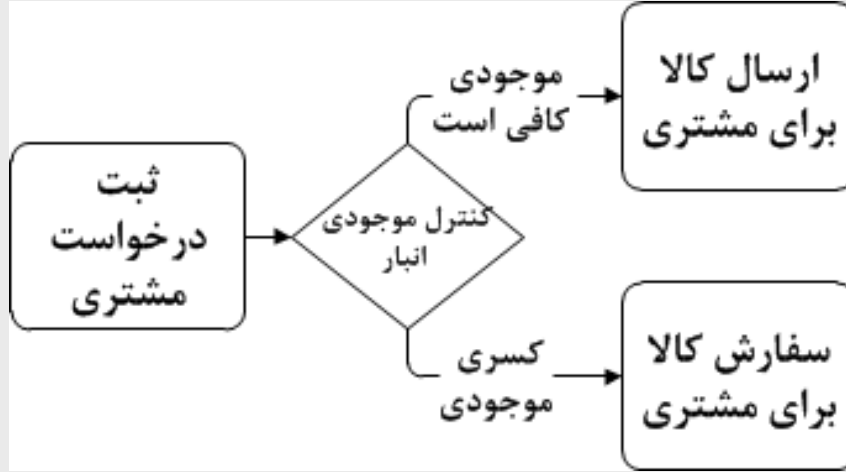 ثبت
درخواست
مشتری
کنترل موجودی
انبار
موجودی
کافی است
ارسال کالا
برای مشتری
کسری
موجودی
سفارش کالا
برای مشتری